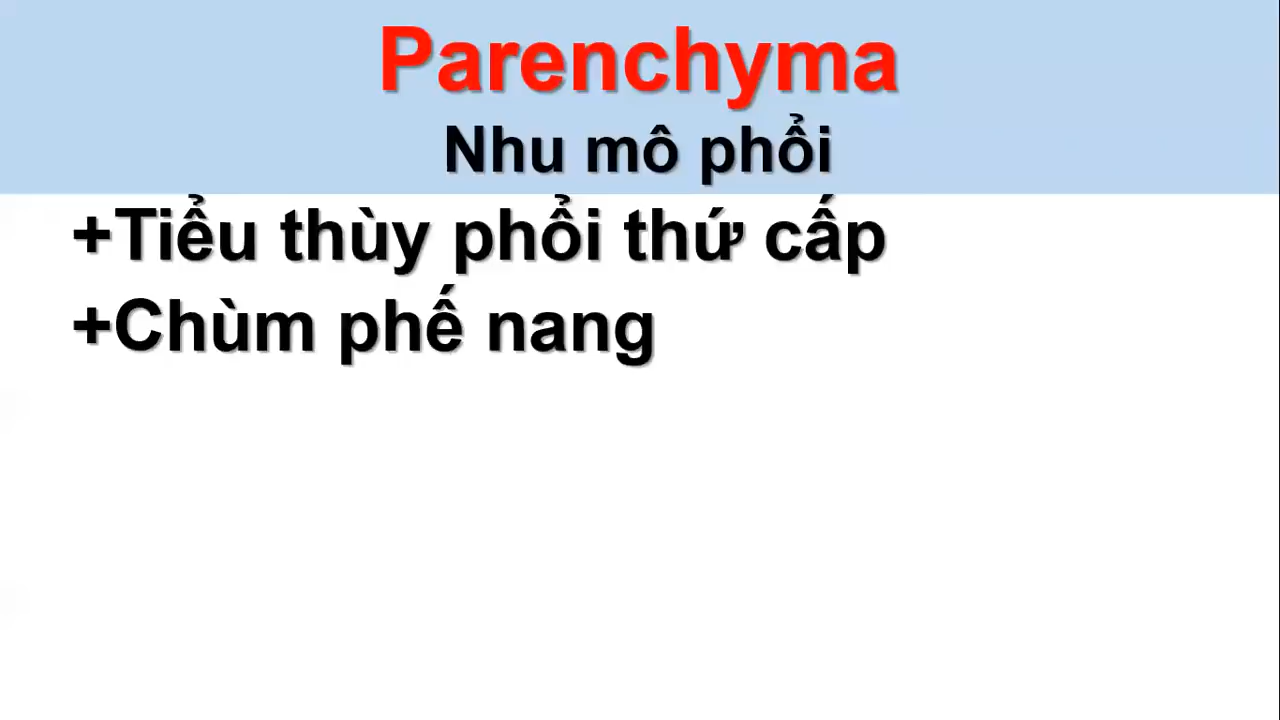 Parenchyma
Nhu mô phổi
+Tiểu thùy phổi thứ cấp
+Chùm phế nang